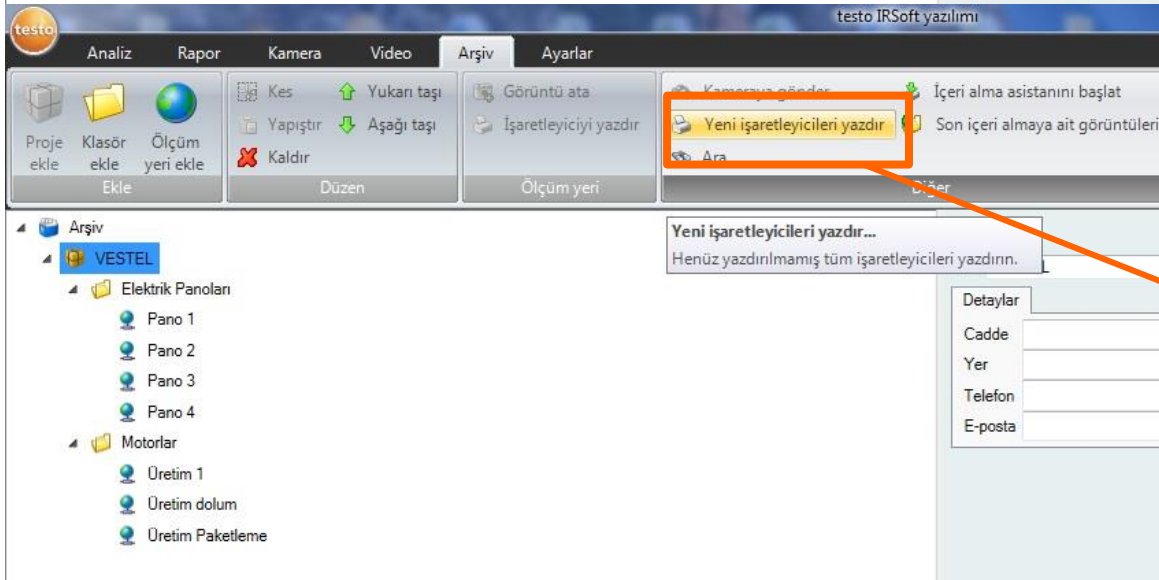 testo IRSoft yazılımı
testo
Analiz Rapor Kamera Video Arşiv Ayarlar
Kes Yukarı taşı Görüntü ata Kameraya gönder İçeri alma asistanını başlat
Yapıştır Aşağı taşı İşaretleyiciyi yazdır Yeni işaretleyicileri yazdır Son içeri almaya ait görüntüleri
Proje ekle Klasör ekle Ölçüm yeri ekle Kaldır Ara
Ekle Düzen Ölçüm yeri Diğer
Arşiv
VESTEL
Elektrik Panoları
Pano 1
Pano 2
Pano 3
Pano 4
Motorlar
Üretim 1
Üretim dolum
Üretim Paketleme
Yeni işaretleyicileri yazdır...
Henüz yazdırılmamış tüm işaretleyicileri yazdırın.
L
Detaylar
Cadde
Yer
Telefon
E-posta